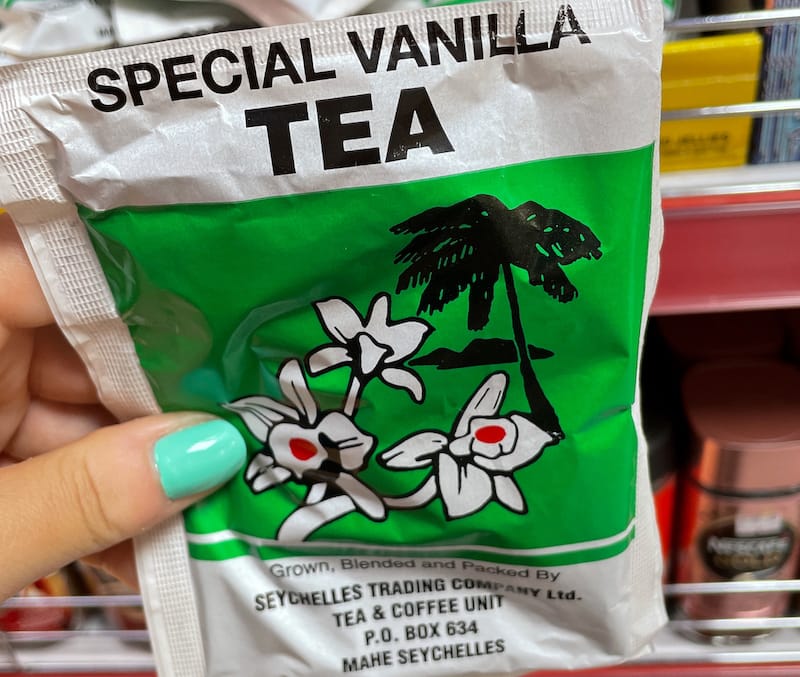 SPECIAL VANILLA
TEA
Grown, Blended and Packed By
SEYCHELLES TRADING COMPANY Ltd.
TEA & COFFEE UNIT
P.O. BOX 634
MAHE SEYCHELLES
NESCAFÉ